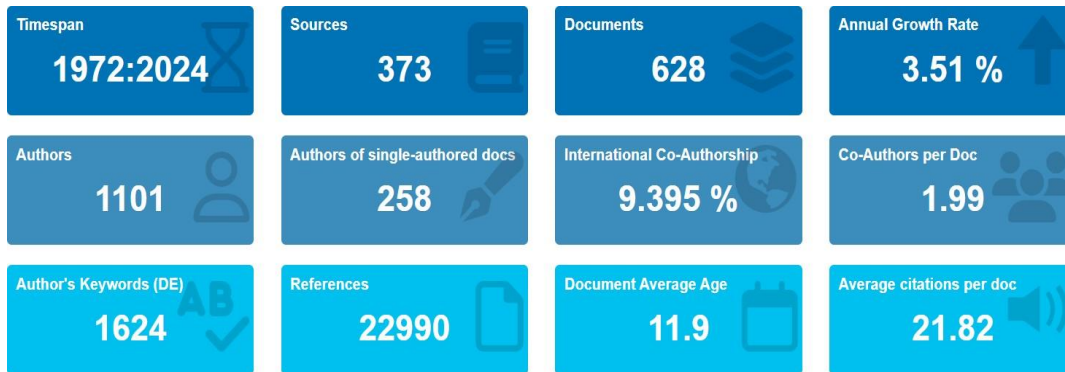 Timespan
1972:2024
Sources
373
Documents
628
Annual Growth Rate
3.51 %
Authors
1101
Authors of single-authored docs
258
International Co-Authorship
9.395 %
Co-Authors per Doc
1.99
Author's Keywords (DE)
1624
AB
References
22990
Document Average Age
11.9
Average citations per doc
21.82